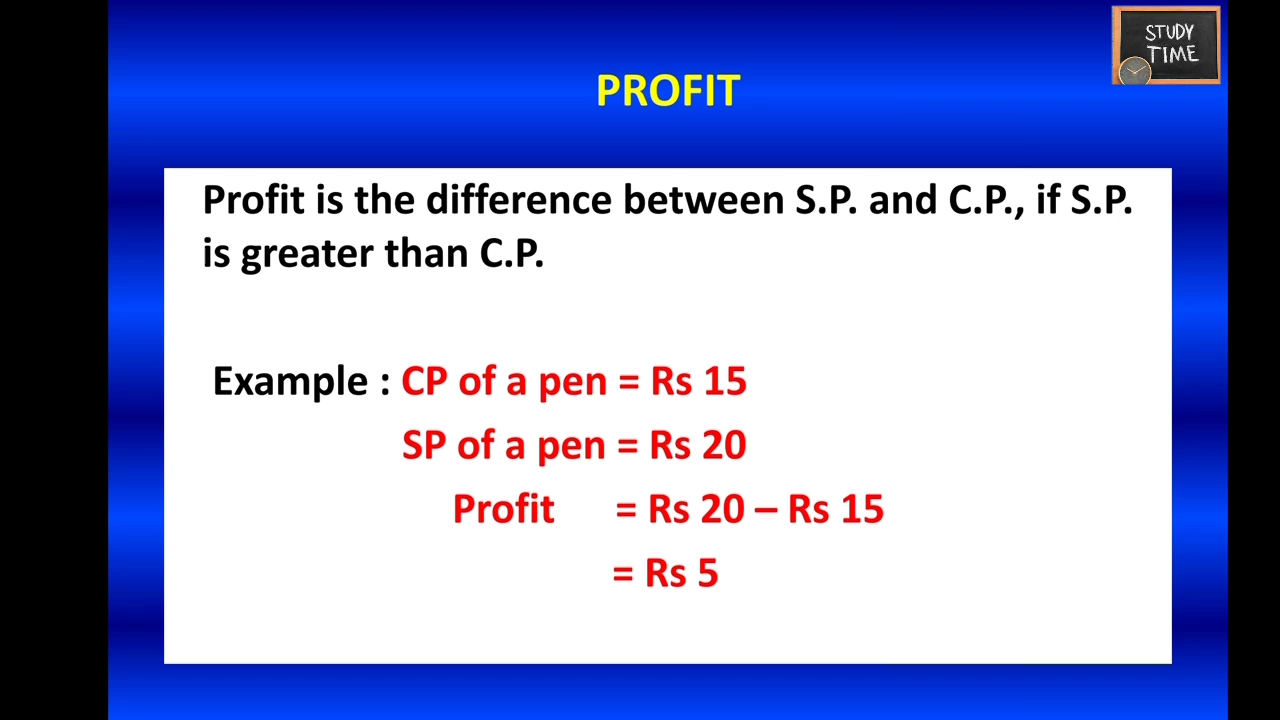 STUDY
TIME
PROFIT
Profit is the difference between S.P. and C.P., if S.P.
is greater than C.P.
Example : CP of a pen = Rs 15
SP of a pen = Rs 20
Profit = Rs 20 – Rs 15
= Rs 5